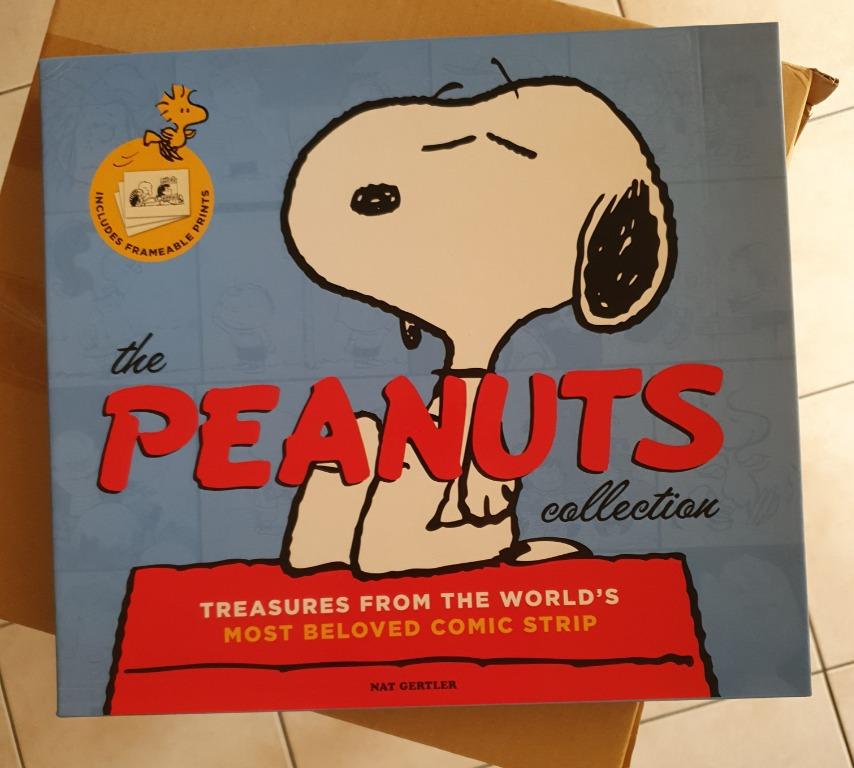 INCLUDES FRAMEABLE PRINTS
the
PEANUTS
collection
TREASURES FROM THE WORLD'S
MOST BELOVED COMIC STRIP
NAT GERTLER